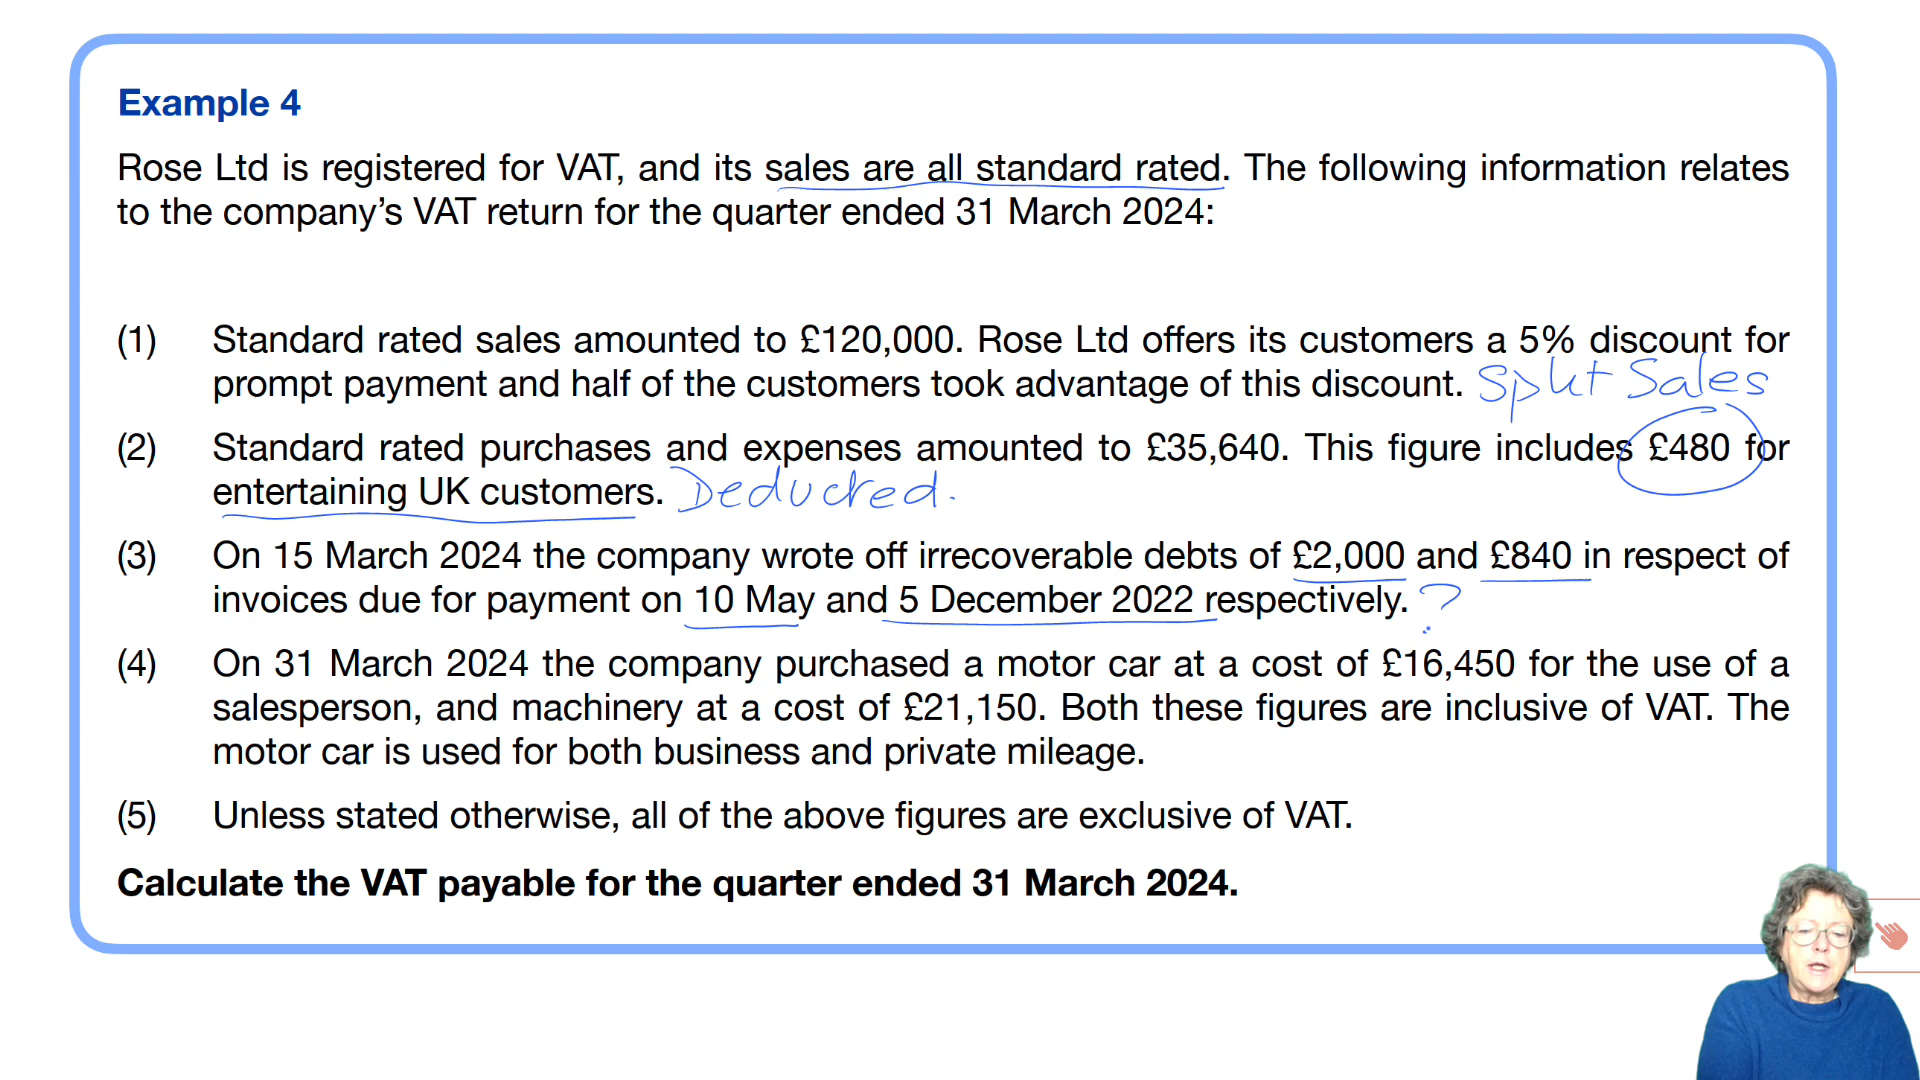 Example 4
Rose Ltd is registered for VAT, and its sales are all standard rated. The following information relates
to the company’s VAT return for the quarter ended 31 March 2024:
(1) Standard rated sales amounted to £120,000. Rose Ltd offers its customers a 5% discount for
prompt payment and half of the customers took advantage of this discount. Split Sales
(2) Standard rated purchases and expenses amounted to £35,640. This figure includes £480 for
entertaining UK customers. Deducted.
(3) On 15 March 2024 the company wrote off irrecoverable debts of £2,000 and £840 in respect of
invoices due for payment on 10 May and 5 December 2022 respectively. ?
(4) On 31 March 2024 the company purchased a motor car at a cost of £16,450 for the use of a
salesperson, and machinery at a cost of £21,150. Both these figures are inclusive of VAT. The
motor car is used for both business and private mileage.
(5) Unless stated otherwise, all of the above figures are exclusive of VAT.
Calculate the VAT payable for the quarter ended 31 March 2024.